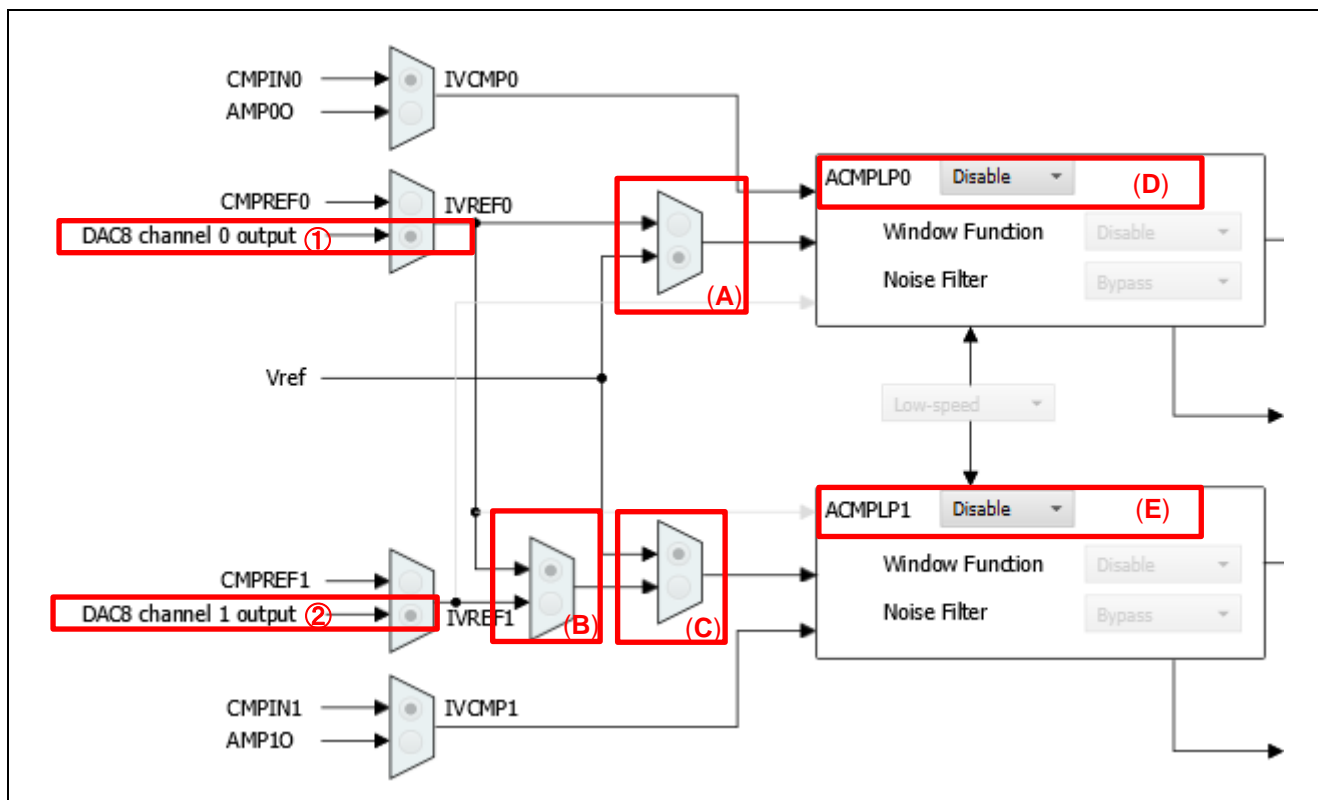 CMPIN0
IVCMP0
AMP0O
CMPREF0
IVREF0
DAC8 channel 0 output ①
(A)
ACMPLP0 Disable (D)
Window Function Disable
Noise Filter Bypass
Vref
Low-speed
ACMPLP1 Disable (E)
Window Function Disable
Noise Filter Bypass
CMPREF1
DAC8 channel 1 output ②
IVREF1
(B)
(C)
CMPIN1
IVCMP1
AMP1O